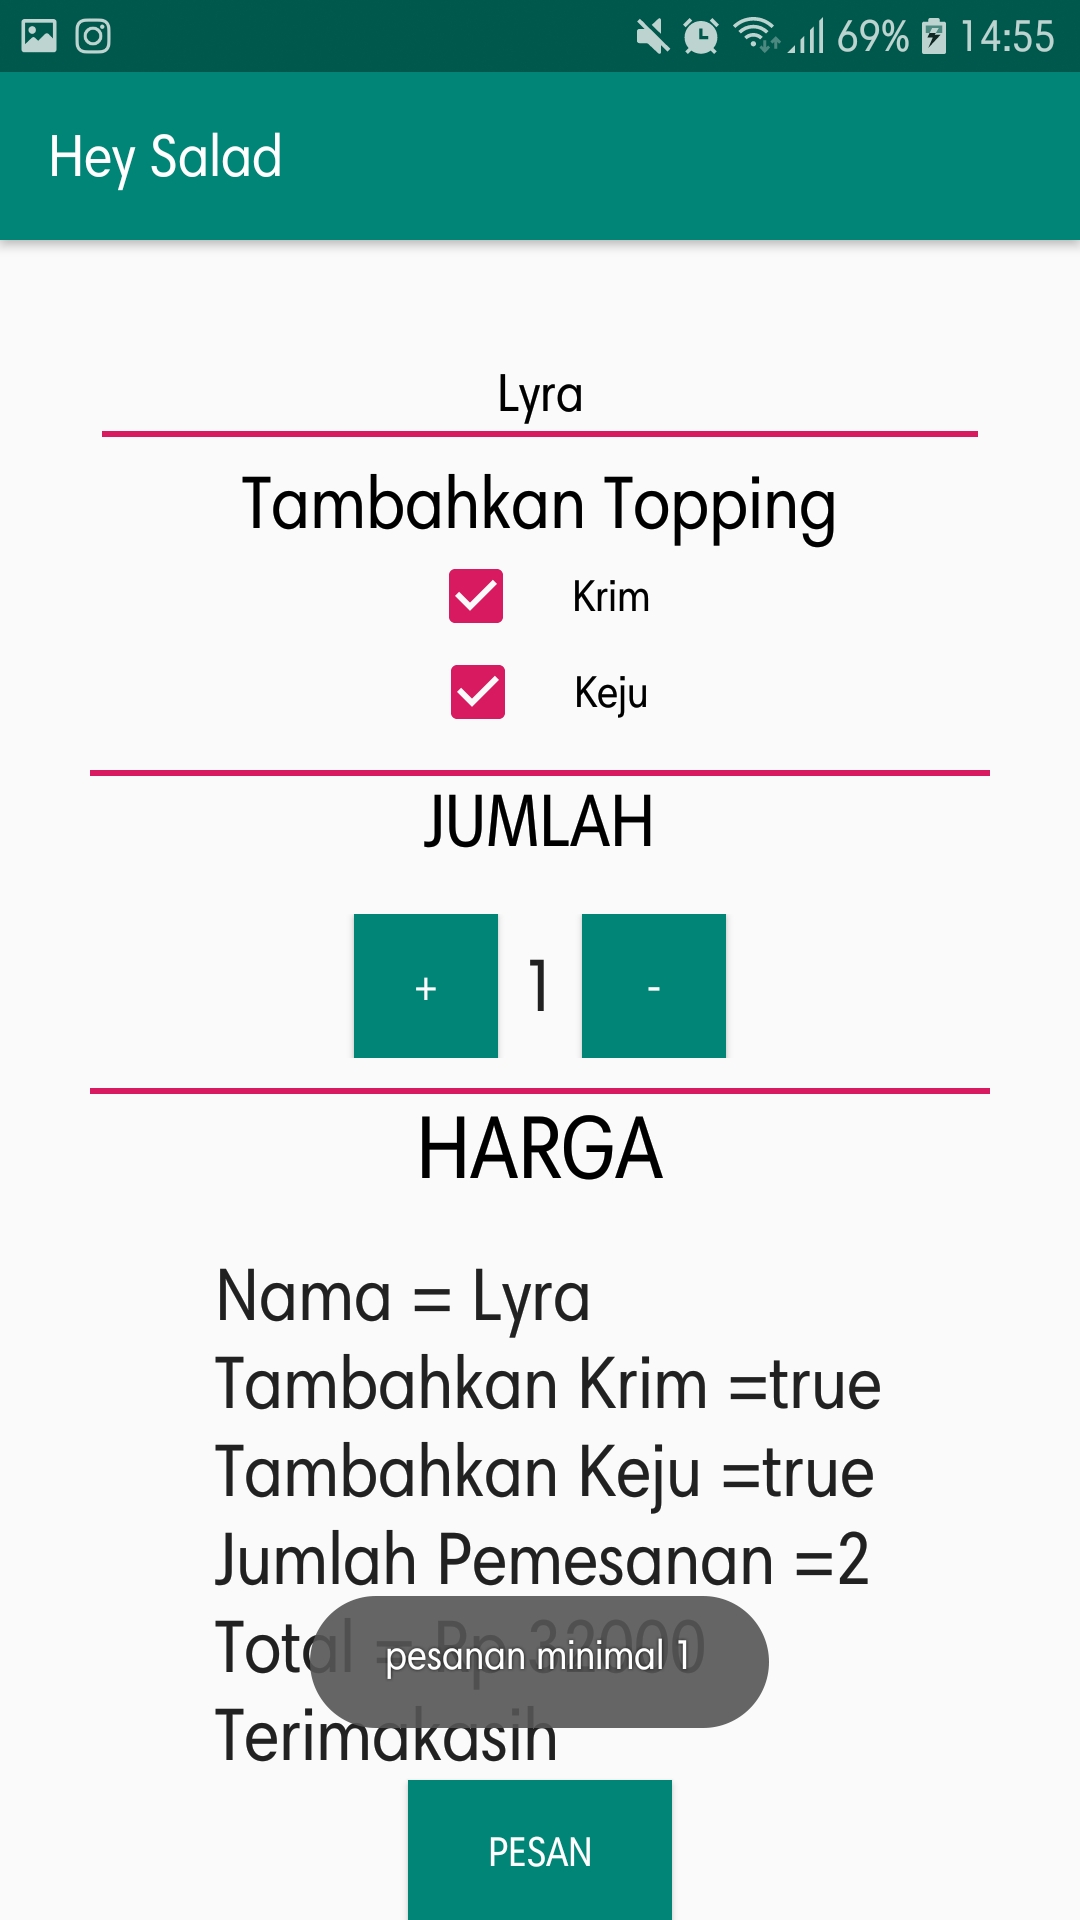 69% 14:55
Hey Salad
Lyra
Tambahkan Topping
Krim
Keju
JUMLAH
+ 1 -
HARGA
Nama = Lyra
Tambahkan Krim =true
Tambahkan Keju =true
Jumlah Pemesanan =2
Total = Rp 32000
pesanan minimal 1
Terimakasih
PESAN